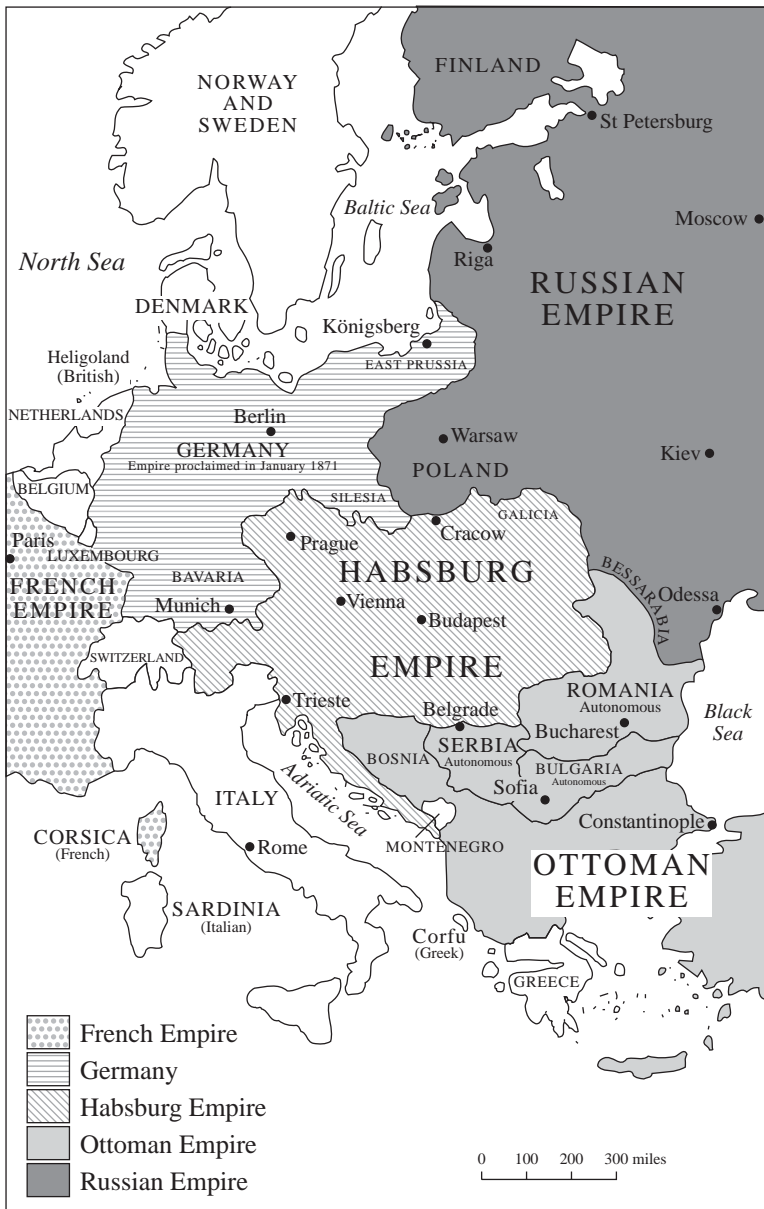 NORWAY
AND
SWEDEN
FINLAND
St Petersburg
Baltic Sea
Moscow
North Sea
Riga
RUSSIAN
EMPIRE
DENMARK
Königsberg
Heligoland
(British)
EAST PRUSSIA
NETHERLANDS
Berlin
GERMANY
Empire proclaimed in January 1871
Warsaw
POLAND
Kiev
BELGIUM
SILESIA
GALICIA
Cracow
Paris
LUXEMBOURG
Prague
HABSBURG
FRENCH
EMPIRE
BAVARIA
Munich
Vienna
Budapest
BESSARABIA
Odessa
SWITZERLAND
EMPIRE
Trieste
Belgrade
ROMANIA
Autonomous
Bucharest
Black
Sea
BOSNIA
SERBIA
Autonomous
BULGARIA
Autonomous
Sofia
Adriatic Sea
ITALY
CORSICA
(French)
Rome
MONTENEGRO
Constantinople
OTTOMAN
EMPIRE
SARDINIA
(Italian)
Corfu
(Greek)
GREECE
French Empire
Germany
Habsburg Empire
Ottoman Empire
Russian Empire
0 100 200 300 miles